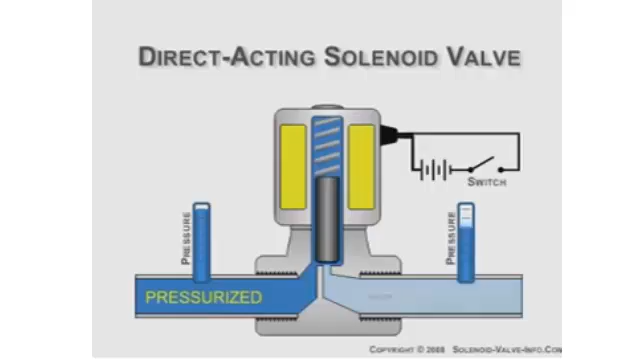 DIRECT-ACTING SOLENOID VALVE
SWITCH
PRESSURE
PRESSURE
PRESSURIZED
COPYRIGHT © 2008 SOLENOID-VALVE-INFO.COM